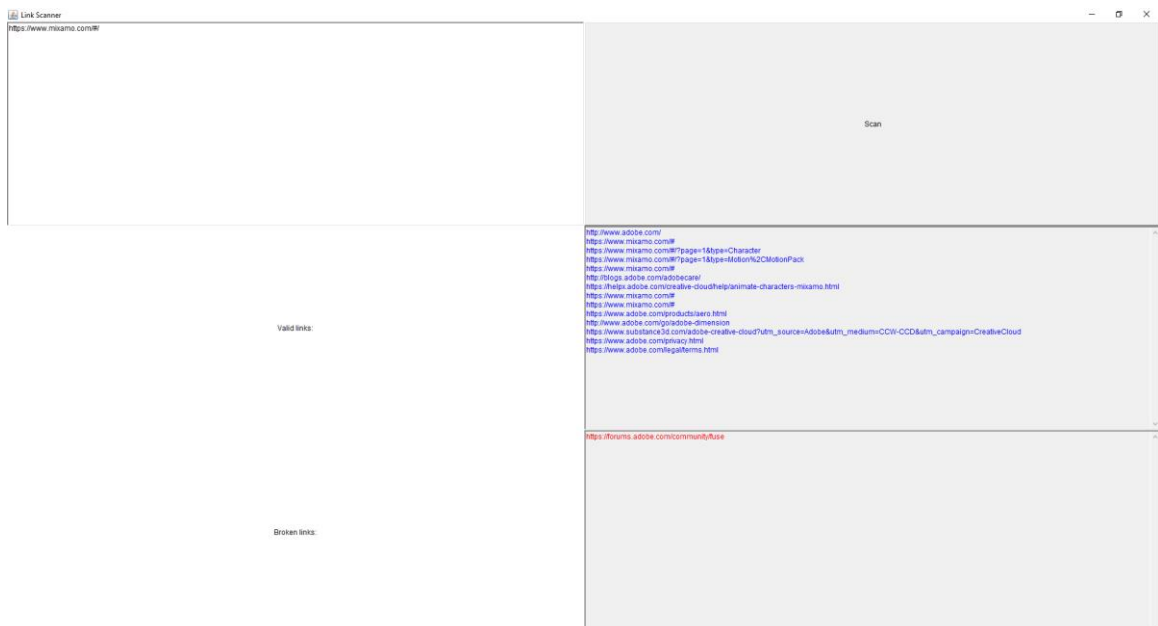 Link Scanner
https://www.mixamo.com/#/
Scan
Valid links:
http://www.adobe.com/
https://www.mixamo.com/#
https://www.mixamo.com/#/?page=1&type=Character
https://www.mixamo.com/#/?page=1&type=Motion%2CMotionPack
https://www.mixamo.com/#
http://blogs.adobe.com/adobecare/
https://helpx.adobe.com/creative-cloud/help/animate-characters-mixamo.html
https://www.mixamo.com/#
https://www.mixamo.com/#
https://www.adobe.com/products/aero.html
http://www.adobe.com/go/adobe-dimension
https://www.substance3d.com/adobe-creative-cloud?utm_source=Adobe&utm_medium=CCW-CCD&utm_campaign=CreativeCloud
https://www.adobe.com/privacy.html
https://www.adobe.com/legal/terms.html
Broken links:
https://forums.adobe.com/community/fuse